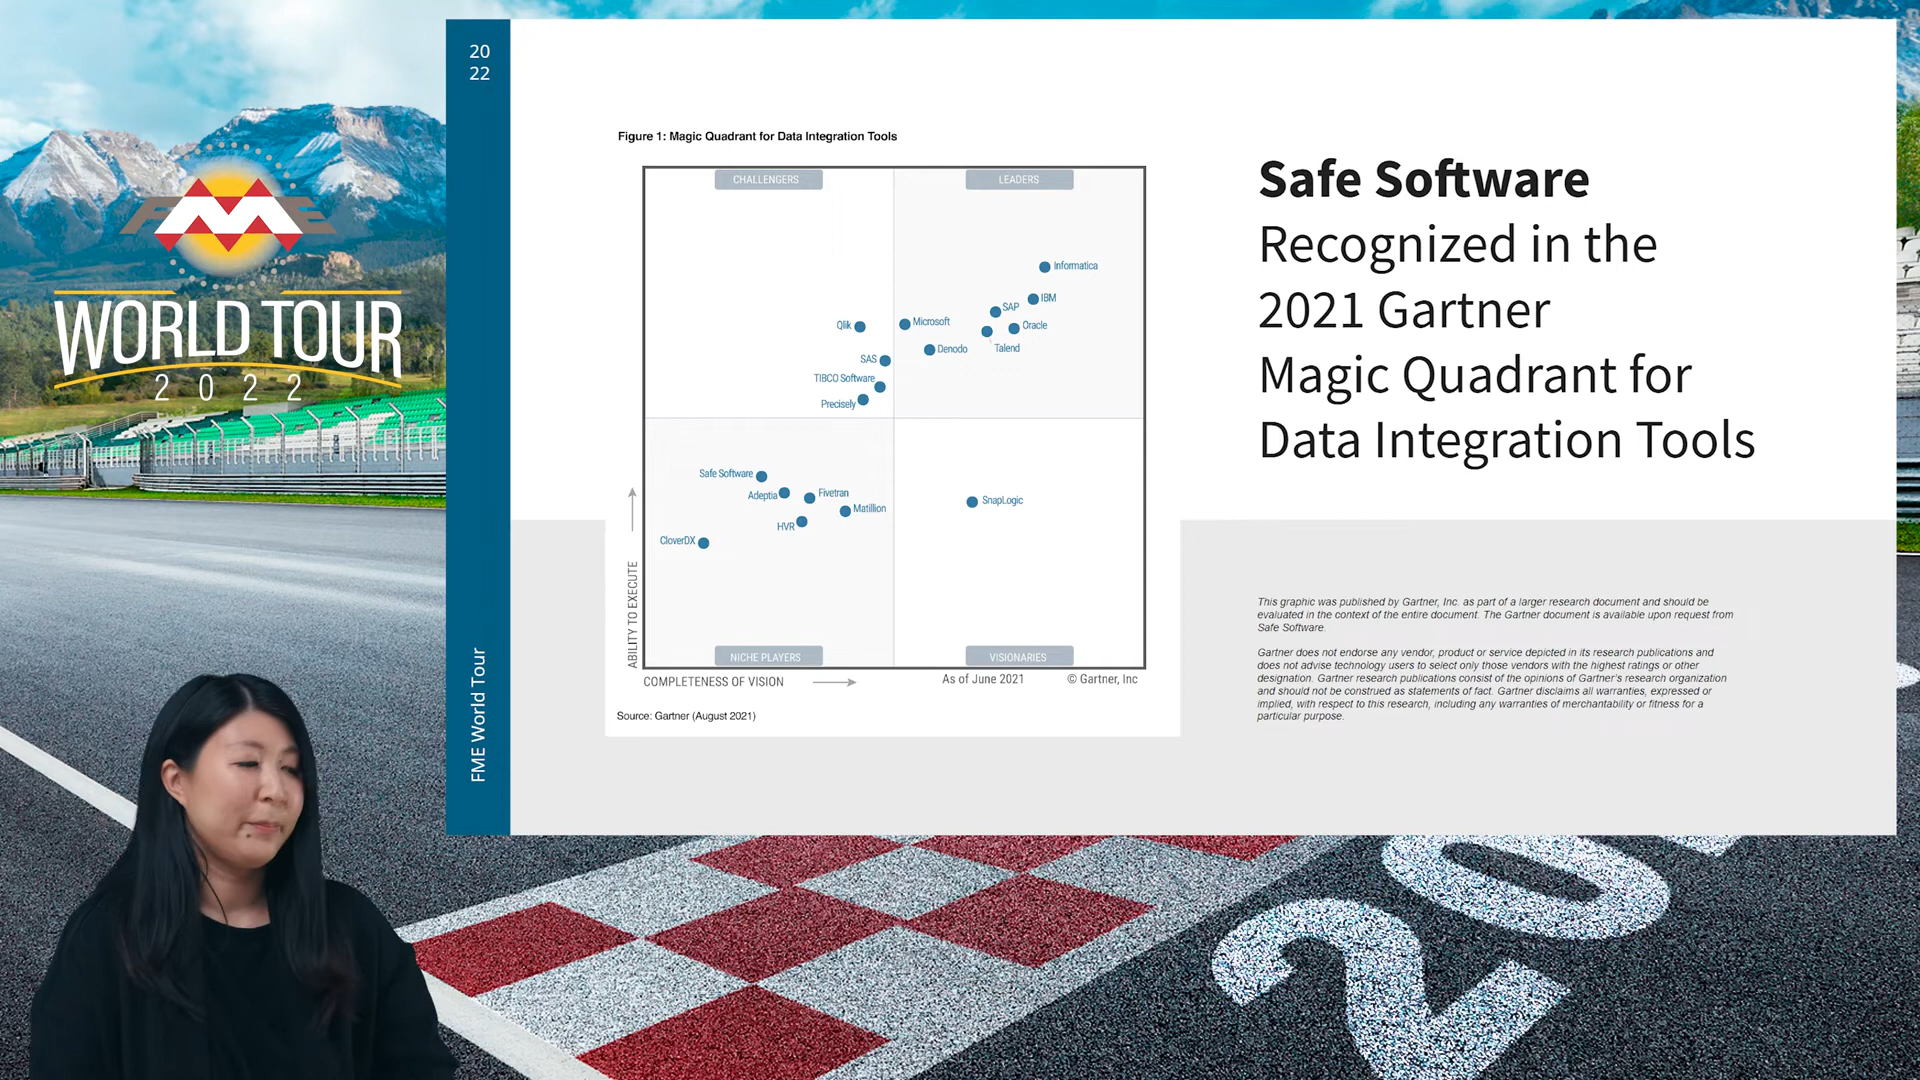 FME
WORLD TOUR
2022
20
22
FME World Tour
Figure 1: Magic Quadrant for Data Integration Tools
CHALLENGERS
LEADERS
Informatica
IBM
SAP
Oracle
Microsoft
Talend
Denodo
Qlik
SAS
TIBCO Software
Precisely
Safe Software
Adeptia
Fivetran
Matillion
HVR
CloverDX
SnapLogic
NICHE PLAYERS
VISIONARIES
ABILITY TO EXECUTE
COMPLETENESS OF VISION
As of June 2021
© Gartner, Inc
Source: Gartner (August 2021)
Safe Software
Recognized in the
2021 Gartner
Magic Quadrant for
Data Integration Tools
This graphic was published by Gartner, Inc. as part of a larger research document and should be
evaluated in the context of the entire document. The Gartner document is available upon request from
Safe Software.
Gartner does not endorse any vendor, product or service depicted in its research publications and
does not advise technology users to select only those vendors with the highest ratings or other
designation. Gartner research publications consist of the opinions of Gartner's research organization
and should not be construed as statements of fact. Gartner disclaims all warranties, expressed or
implied, with respect to this research, including any warranties of merchantability or fitness for a
particular purpose.